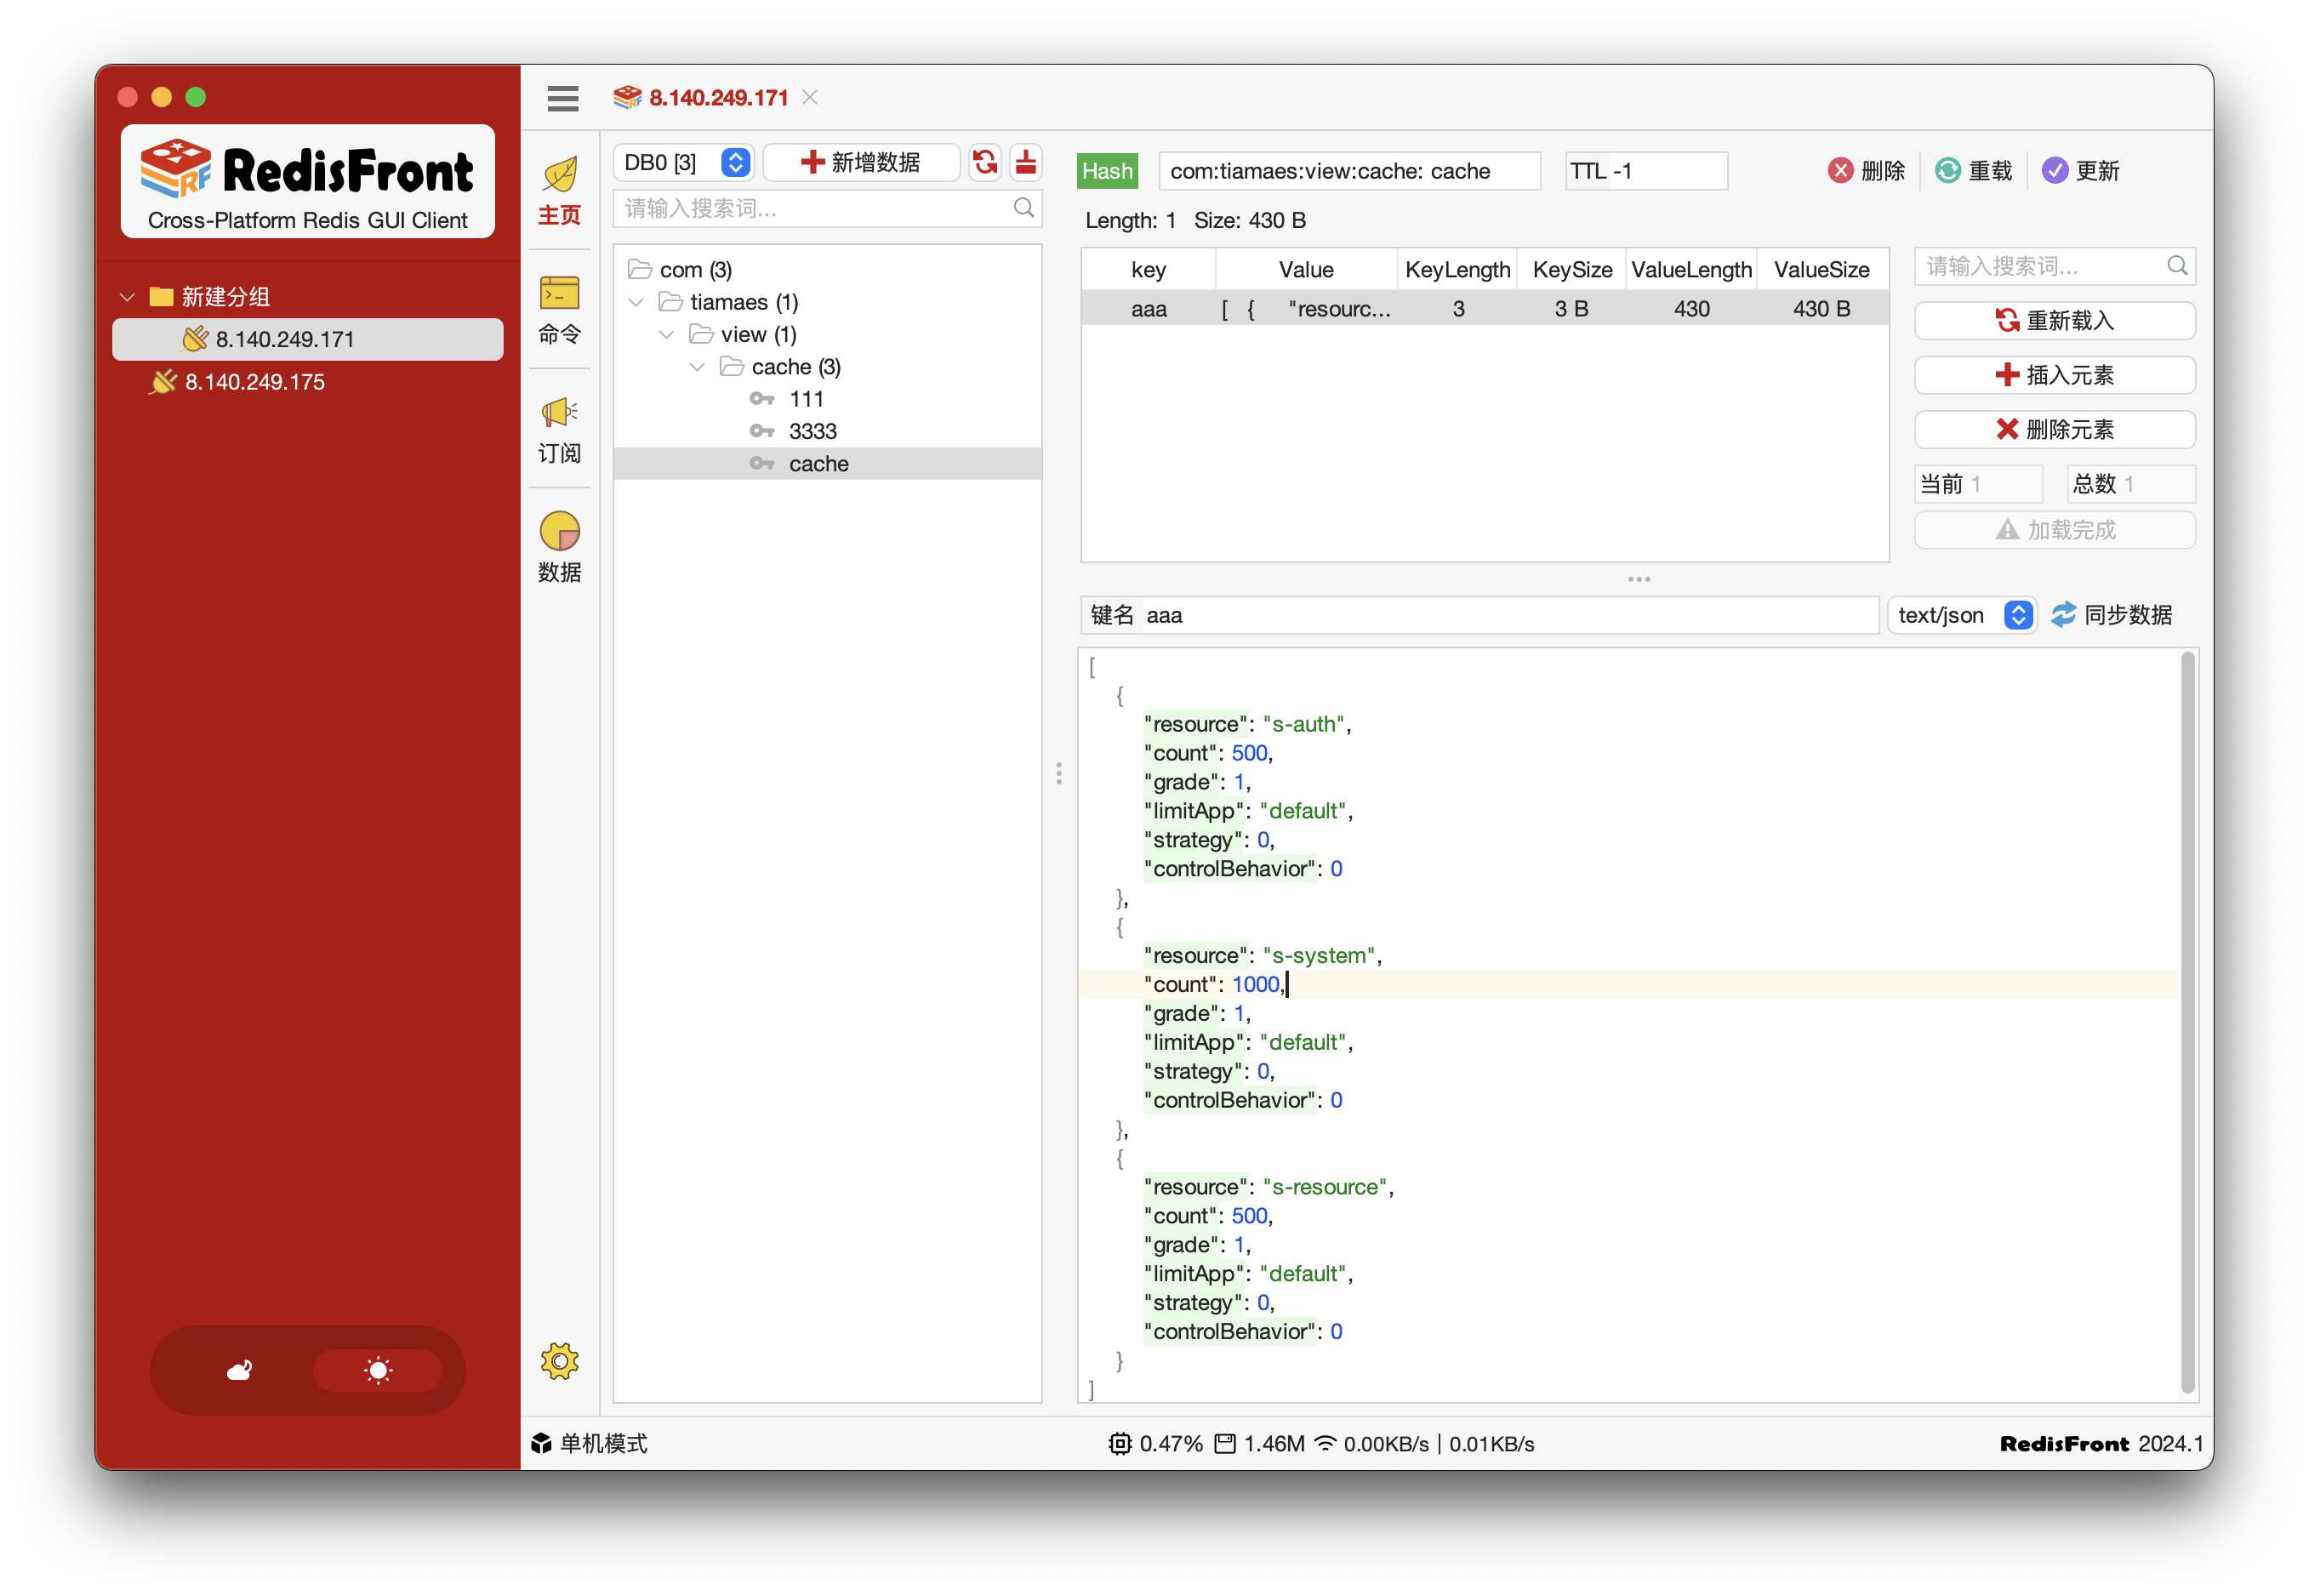 RF RedisFront
Cross-Platform Redis GUI Client
新建分组
8.140.249.171
8.140.249.175
RF 8.140.249.171
主页
命令
订阅
数据
DB0 [3]
新增数据
请输入搜索词...
com (3)
tiamaes (1)
view (1)
cache (3)
111
3333
cache
Hash com:tiamaes:view:cache: cache TTL -1 删除 重载 更新
Length: 1 Size: 430 B
key Value KeyLength KeySize ValueLength ValueSize
aaa [ { "resourc... 3 3 B 430 430 B
请输入搜索词...
重新载入
插入元素
删除元素
当前 1 总数 1
加载完成
键名 aaa text/json 同步数据
[
{
"resource": "s-auth",
"count": 500,
"grade": 1,
"limitApp": "default",
"strategy": 0,
"controlBehavior": 0
},
{
"resource": "s-system",
"count": 1000,
"grade": 1,
"limitApp": "default",
"strategy": 0,
"controlBehavior": 0
},
{
"resource": "s-resource",
"count": 500,
"grade": 1,
"limitApp": "default",
"strategy": 0,
"controlBehavior": 0
}
]
单机模式 0.47% 1.46M 0.00KB/s | 0.01KB/s RedisFront 2024.1